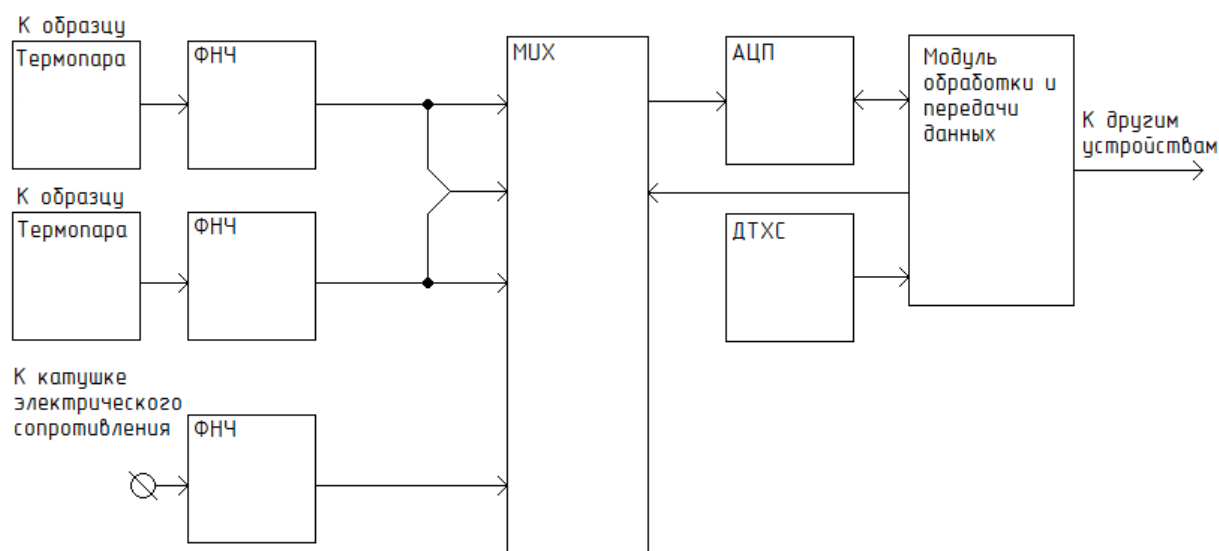 К образцу
Термопара
ФНЧ
MUX
АЦП
Модуль
обработки и
передачи
данных
К другим
устройствам
К образцу
Термопара
ФНЧ
ДТХС
К катушке
электрического
сопротивления
ФНЧ